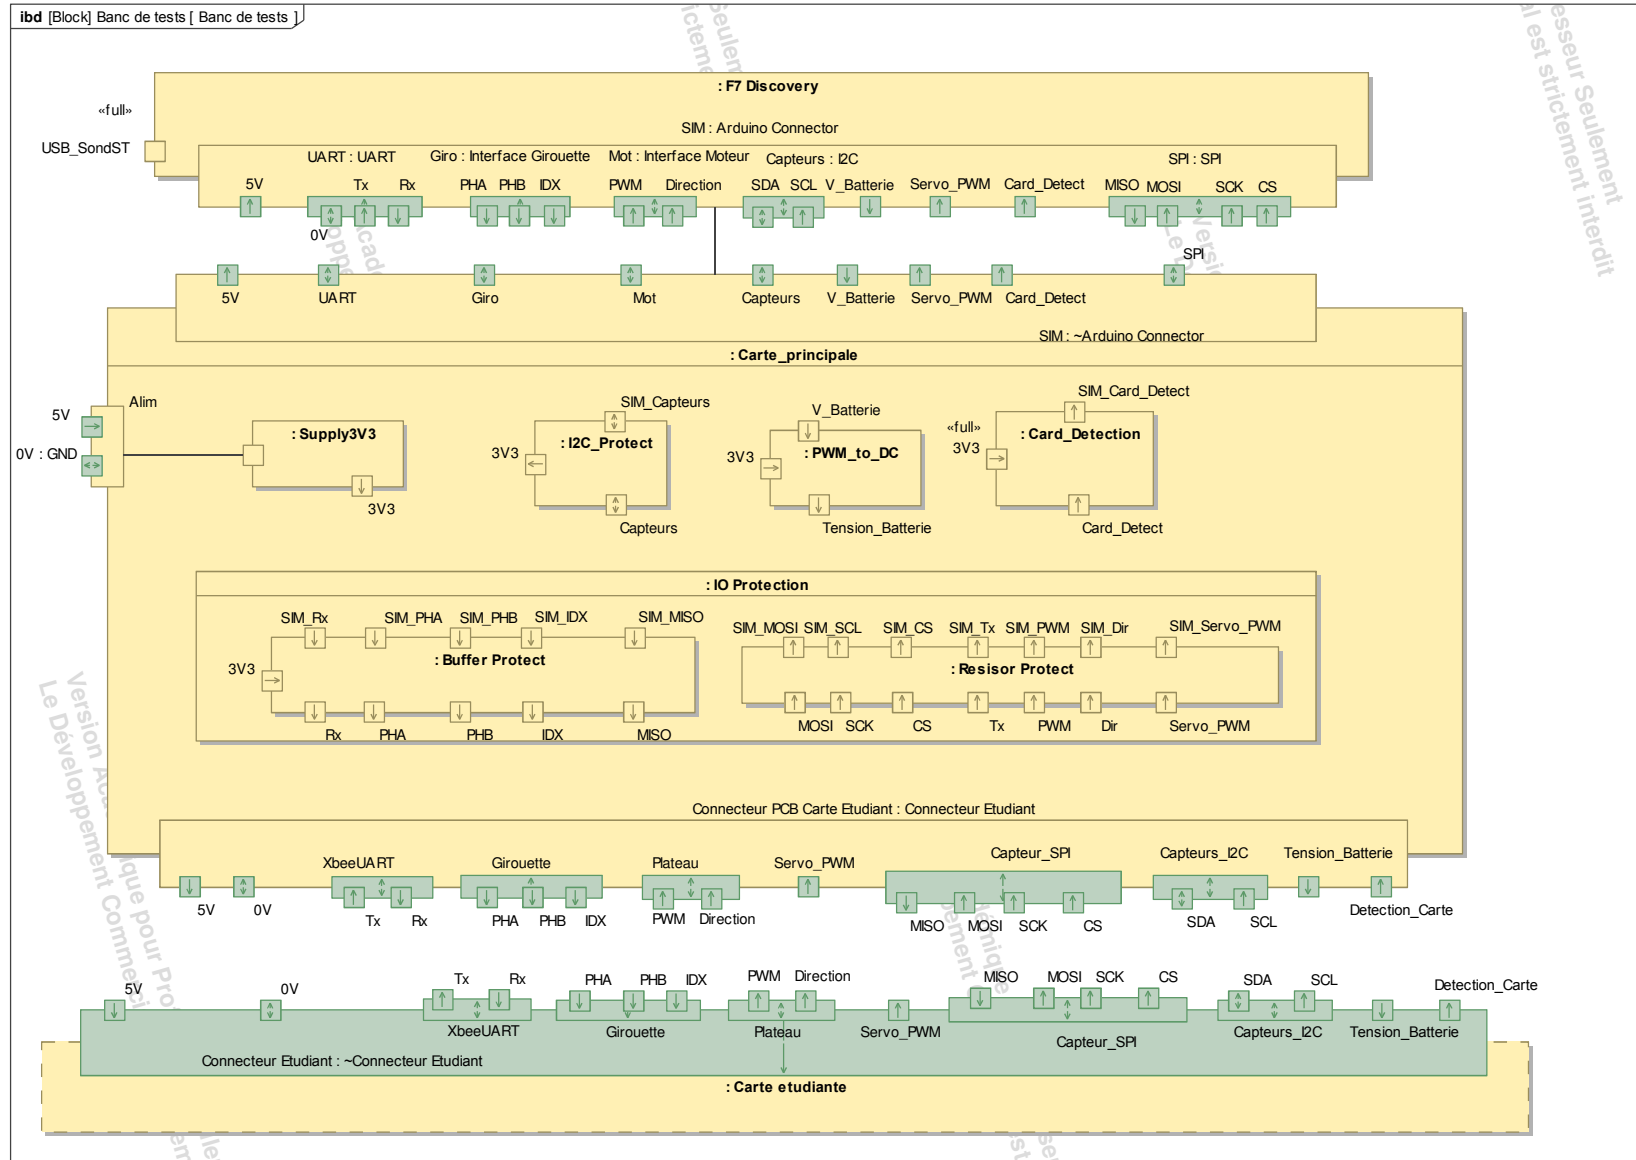 ibd [Block] Banc de tests [ Banc de tests ]
: F7 Discovery
«full»
USB_SondST
SIM : Arduino Connector
UART : UART
Giro : Interface Girouette
Mot : Interface Moteur
Capteurs : I2C
SPI : SPI
5V
Tx
Rx
PHA
PHB
IDX
PWM
Direction
SDA
SCL
V_Batterie
Servo_PWM
Card_Detect
MISO
MOSI
SCK
CS
0V
SPI
5V
UART
Giro
Mot
Capteurs
V_Batterie
Servo_PWM
Card_Detect
SIM : ~Arduino Connector
: Carte_principale
Alim
5V
0V : GND
: Supply3V3
3V3
SIM_Capteurs
: I2C_Protect
3V3
Capteurs
V_Batterie
: PWM_to_DC
3V3
Tension_Batterie
SIM_Card_Detect
«full»
3V3
: Card_Detection
Card_Detect
: IO Protection
SIM_Rx
SIM_PHA
SIM_PHB
SIM_IDX
SIM_MISO
: Buffer Protect
3V3
Rx
PHA
PHB
IDX
MISO
SIM_MOSI
SIM_SCL
SIM_CS
SIM_Tx
SIM_PWM
SIM_Dir
SIM_Servo_PWM
: Resisor Protect
MOSI
SCK
CS
Tx
PWM
Dir
Servo_PWM
Connecteur PCB Carte Etudiant : Connecteur Etudiant
XbeeUART
Girouette
Plateau
Servo_PWM
Capteur_SPI
Capteurs_I2C
Tension_Batterie
5V
0V
Tx
Rx
PHA
PHB
IDX
PWM
Direction
MISO
MOSI
SCK
CS
SDA
SCL
Detection_Carte
5V
0V
Tx
Rx
PHA
PHB
IDX
PWM
Direction
MISO
MOSI
SCK
CS
SDA
SCL
Detection_Carte
XbeeUART
Girouette
Plateau
Servo_PWM
Capteur_SPI
Capteurs_I2C
Tension_Batterie
Connecteur Etudiant : ~Connecteur Etudiant
: Carte etudiante